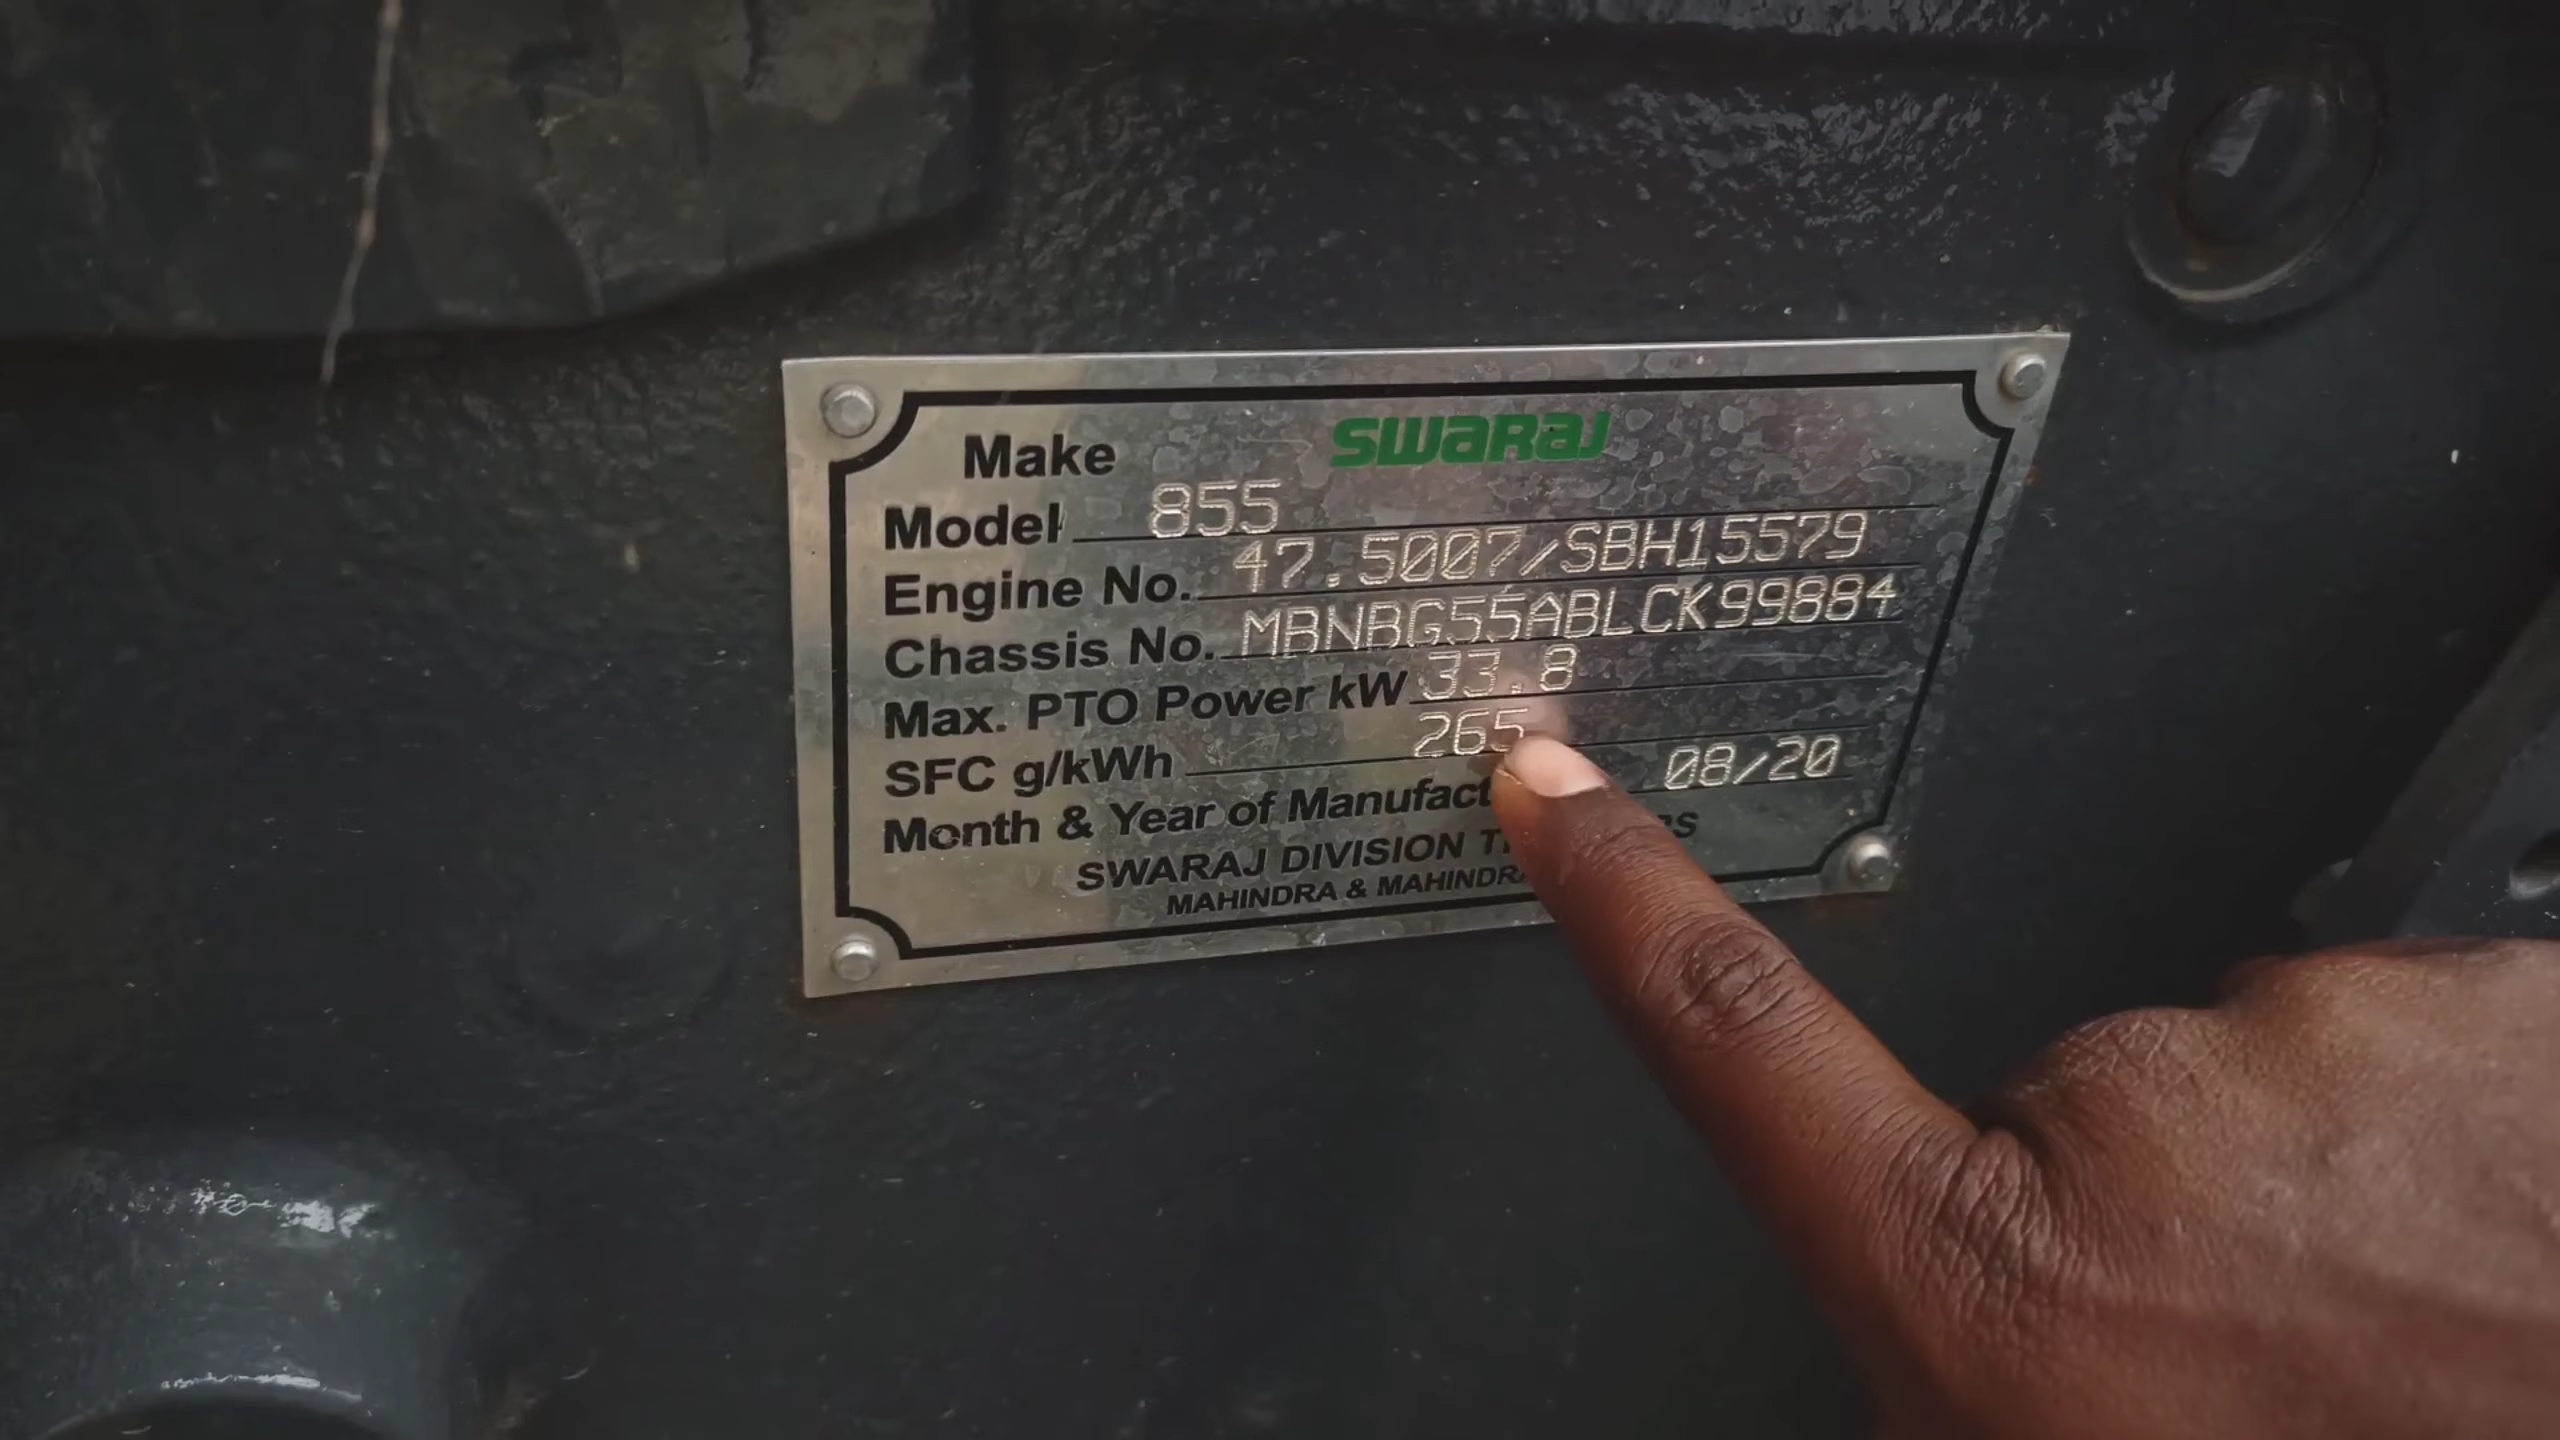 Make SWARAJ
Model 855
Engine No. 47.5007/SBH15579
Chassis No. MBNBG55ABLCK99884
Max. PTO Power kW 33.8
SFC g/kWh 265
Month & Year of 08/20
SWARAJ DIVISION
MAHINDRA & MAHINDRA